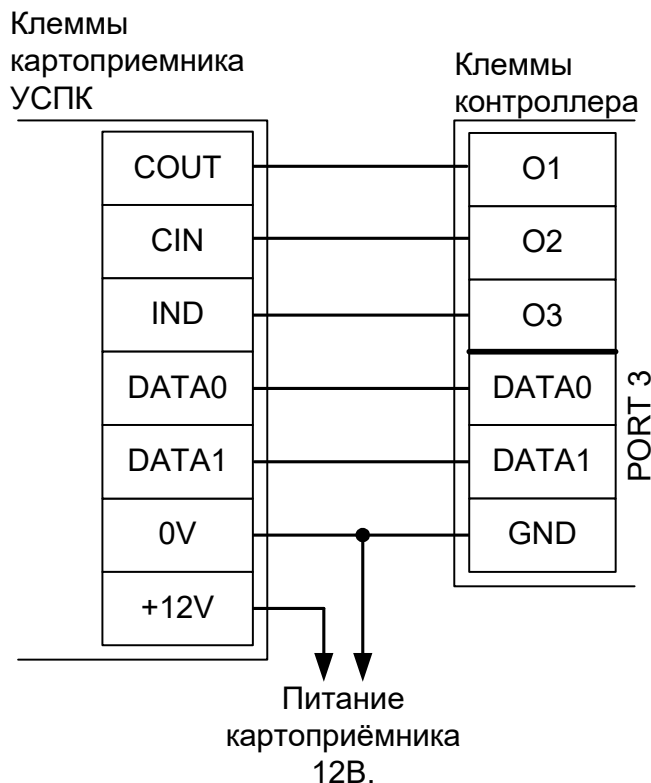 Клеммы
картоприемника
УСПК
Клеммы
контроллера
COUT
CIN
IND
DATA0
DATA1
0V
+12V
O1
O2
O3
DATA0
DATA1
GND
PORT 3
Питание
картоприёмника
12В.